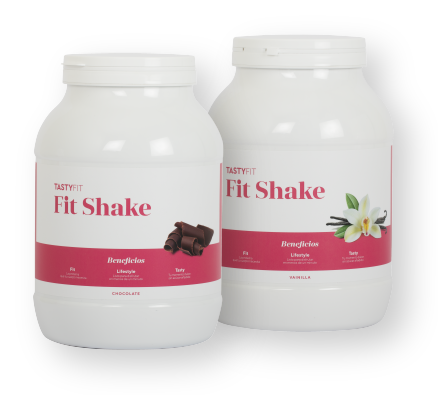 TASTYFIT
Fit Shake
Beneficios
Fit
Lifestyle
Tasty
CHOCOLATE
TASTYFIT
Fit Shake
Beneficios
Fit
Lifestyle
Tasty
VAINILLA